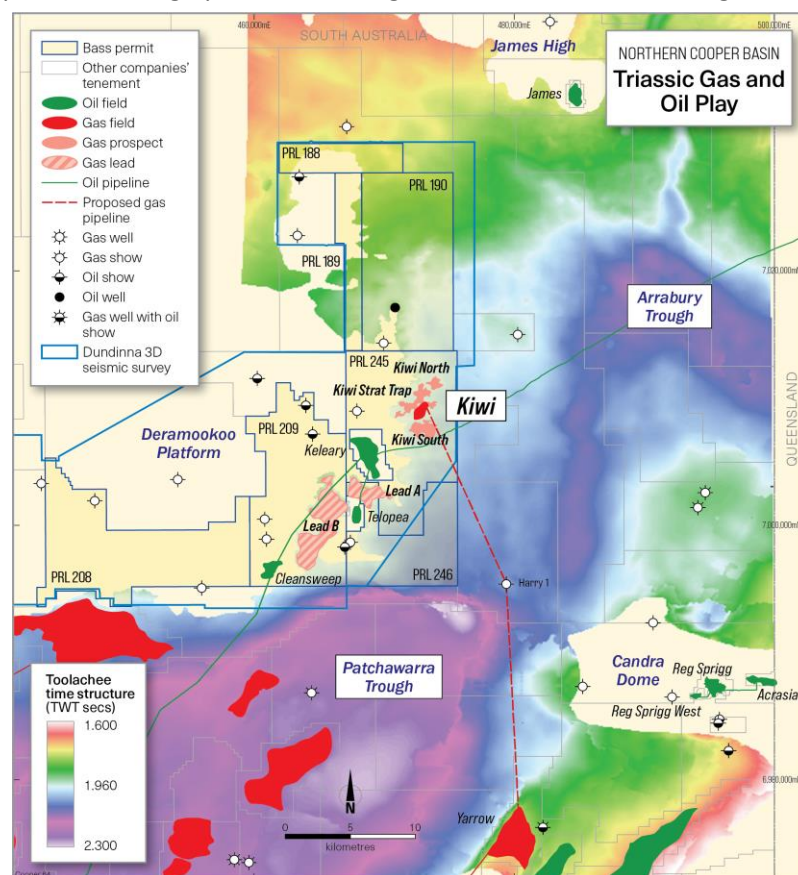 460,000mE
480,000mE
500,000mE
SOUTH AUSTRALIA
James High
James
NORTHERN COOPER BASIN
Triassic Gas and
Oil Play
Bass permit
Other companies'
tenement
Oil field
Gas field
Gas prospect
Gas lead
Oil pipeline
Proposed gas
pipeline
Gas well
Gas show
Oil show
Oil well
Gas well with oil
show
Dundinna 3D
seismic survey
PRL 188
PRL 190
PRL 189
7,020,000mN
Arrabury
Trough
PRL 245
Kiwi North
Kiwi Strat Trap
Kiwi
Kiwi South
QUEENSLAND
PRL 209
Deramookoo
Platform
Keleary
Lead A
Telopea
Lead B
7,000,000mN
Cleansweep
PRL 208
PRL 246
Harry 1
Patchawarra
Trough
Candra
Dome
Reg Sprigg
Acrasia
Reg Sprigg West
Toolachee
time structure
(TWT secs)
1.600
1.960
2.300
6,980,000mN
N
0 5 10
kilometres
Yarrow